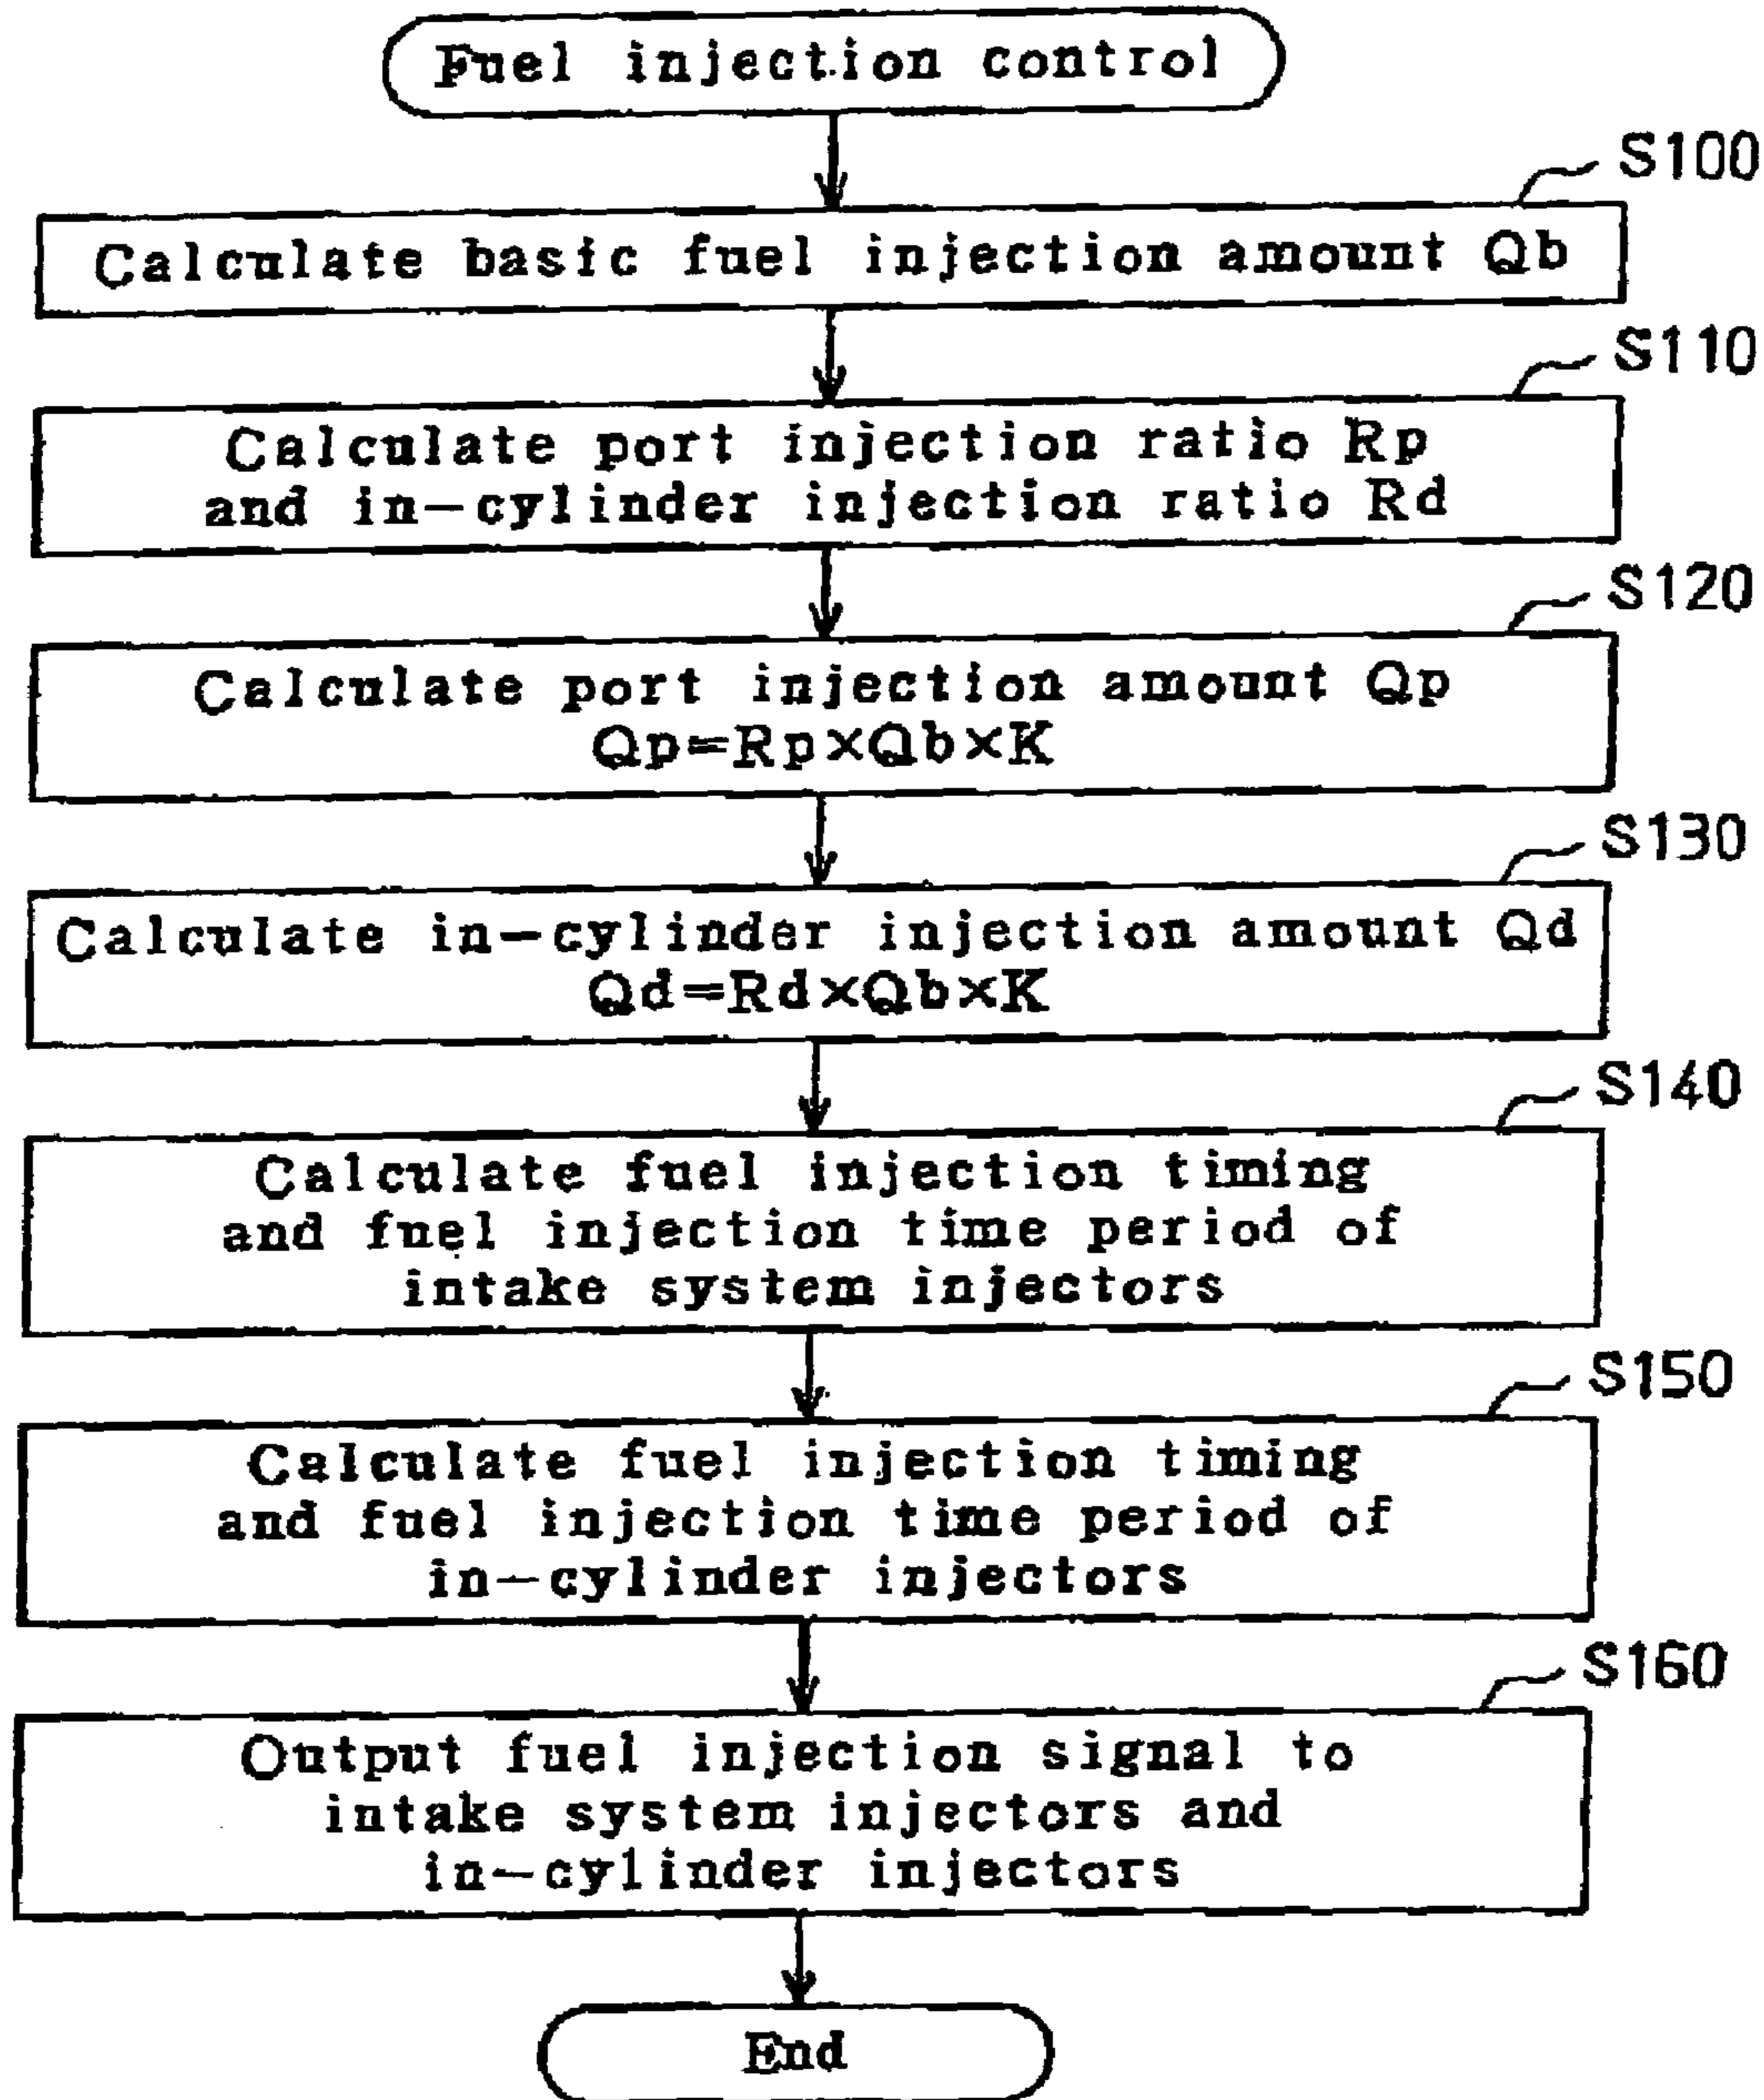 Fuel injection control
S100
Calculate basic fuel injection amount Qb
S110
Calculate port injection ratio Rp
and in-cylinder injection ratio Rd
S120
Calculate port injection amount Qp
Qp=Rp×Qb×K
S130
Calculate in-cylinder injection amount Qd
Qd=Rd×Qb×K
S140
Calculate fuel injection timing
and fuel injection time period of
intake system injectors
S150
Calculate fuel injection timing
and fuel injection time period of
in-cylinder injectors
S160
Output fuel injection signal to
intake system injectors and
in-cylinder injectors
End